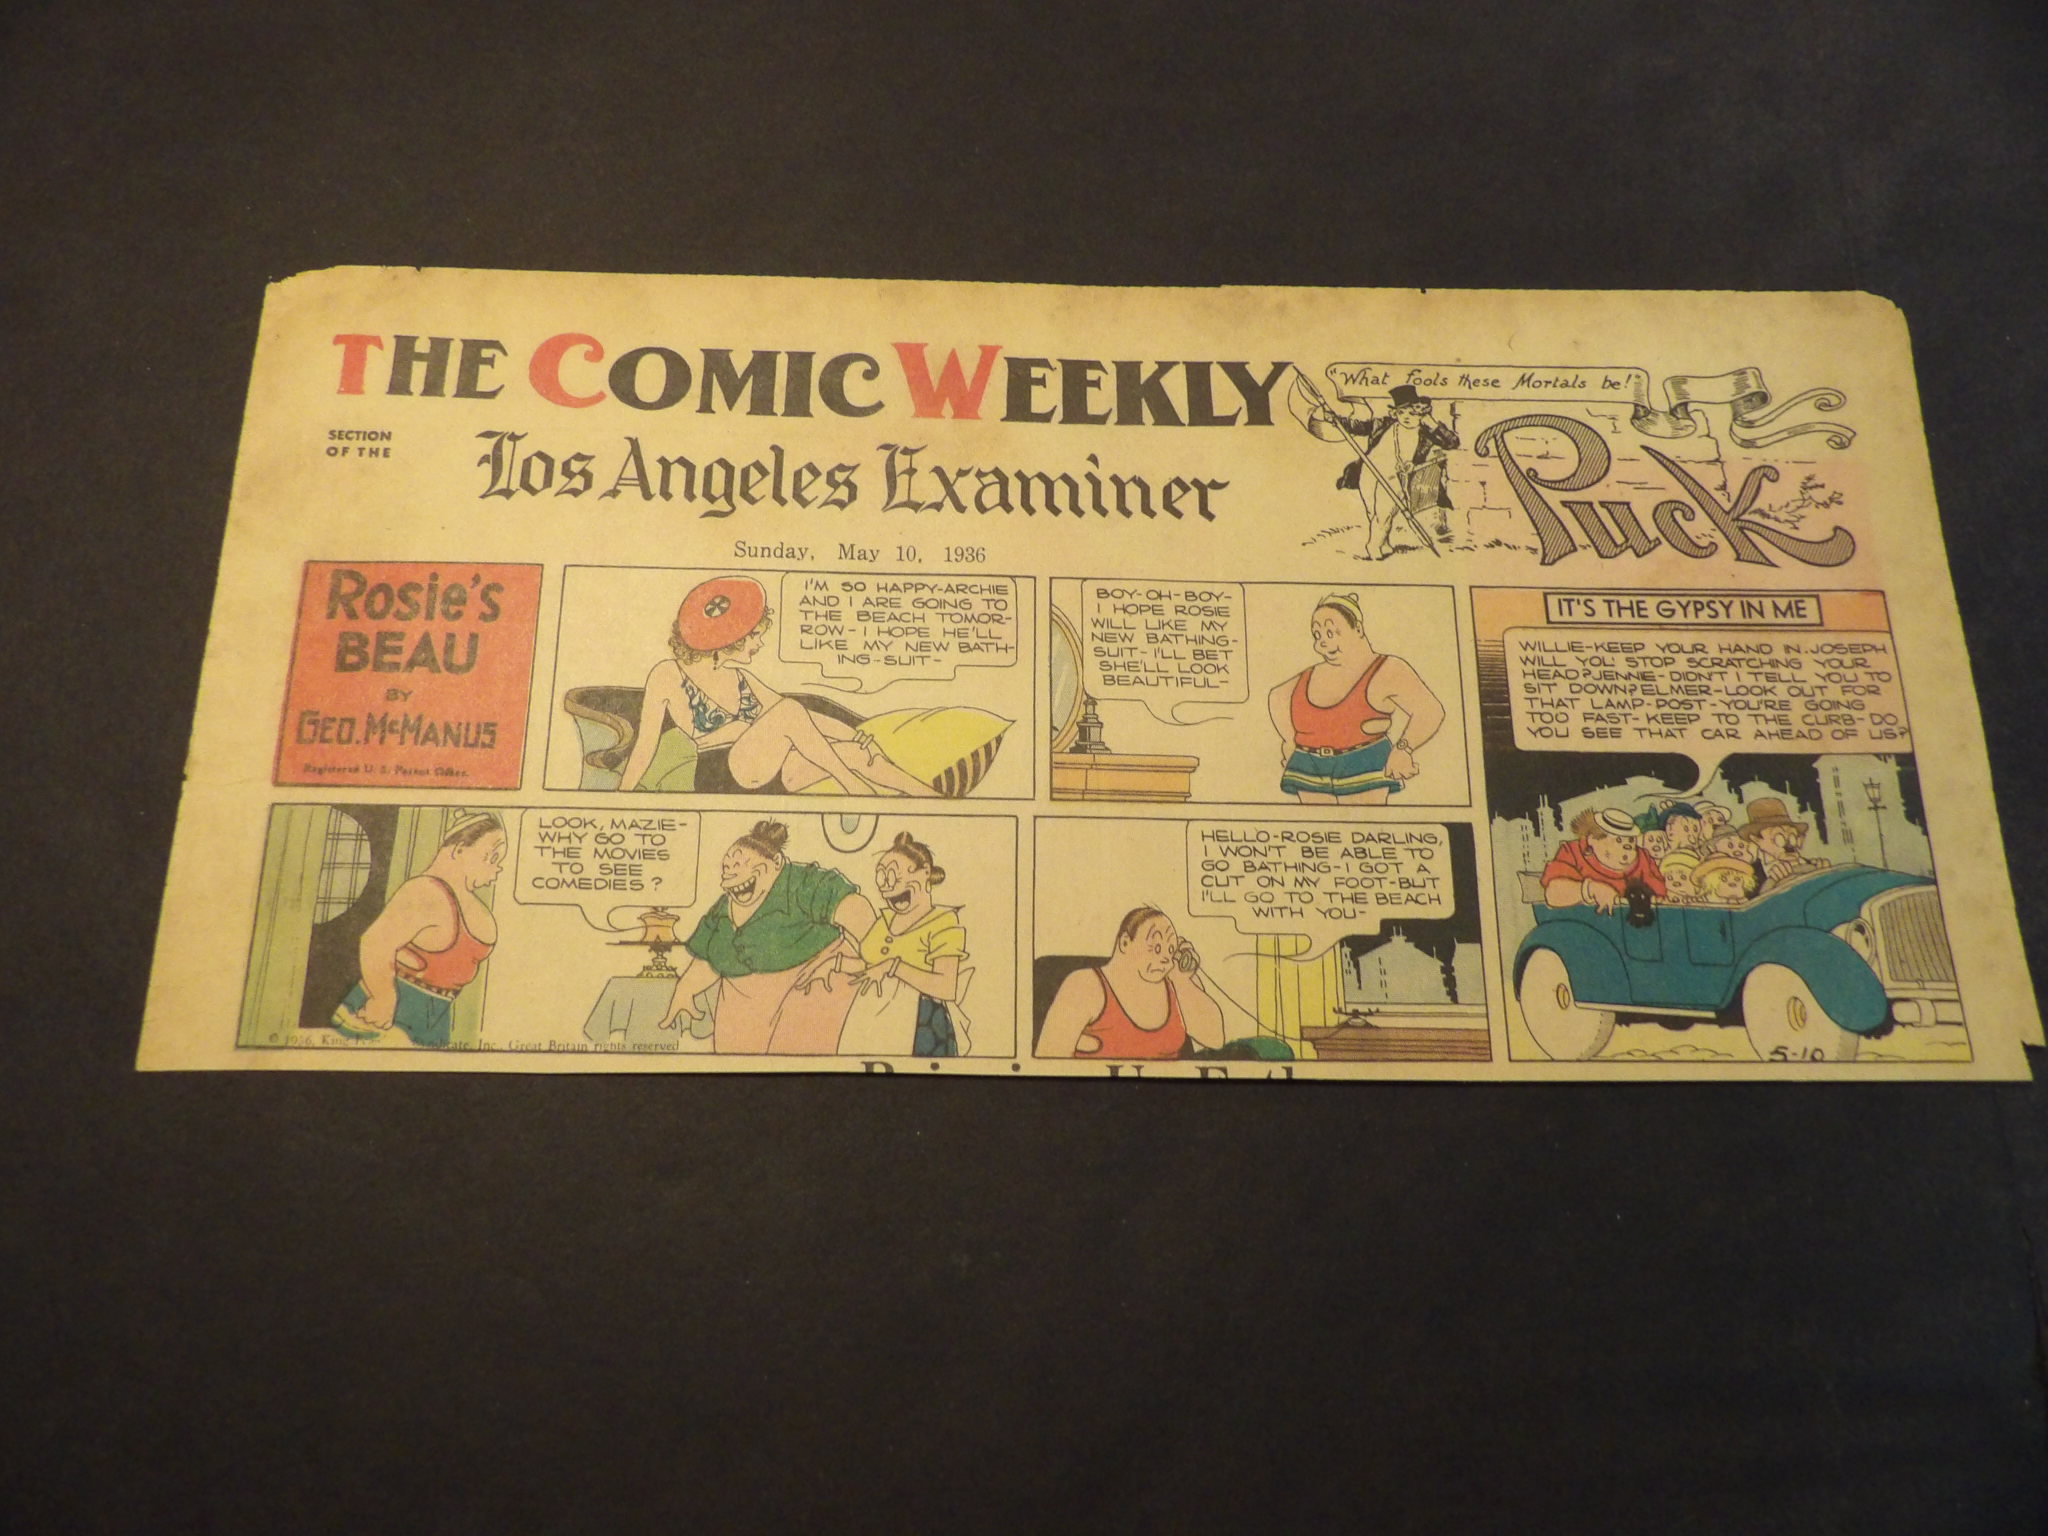 THE COMIC WEEKLY
SECTION
OF THE
Los Angeles Examiner
Sunday, May 10, 1936
"What fools these Mortals be!"
Puck
Rosie's
BEAU
BY
GEO. McMANUS
Registered U. S. Patent Office.
I'M SO HAPPY-ARCHIE
AND I ARE GOING TO
THE BEACH TOMOR-
ROW-I HOPE HE'LL
LIKE MY NEW BATH-
ING-SUIT-
BOY-OH-BOY-
I HOPE ROSIE
WILL LIKE MY
NEW BATHING-
SUIT-I'LL BET
SHE'LL LOOK
BEAUTIFUL-
LOOK, MAZIE-
WHY GO TO
THE MOVIES
TO SEE
COMEDIES?
© 1936, King Syndicate, Inc., Great Britain rights reserved
HELLO-ROSIE DARLING,
I WON'T BE ABLE TO
GO BATHING-I GOT A
CUT ON MY FOOT-BUT
I'LL GO TO THE BEACH
WITH YOU-
IT'S THE GYPSY IN ME
WILLIE-KEEP YOUR HAND IN. JOSEPH
WILL YOU STOP SCRATCHING YOUR
HEAD? JENNIE-DIDN'T I TELL YOU TO
SIT DOWN? ELMER-LOOK OUT FOR
THAT LAMP-POST-YOU'RE GOING
TOO FAST-KEEP TO THE CURB-DO
YOU SEE THAT CAR AHEAD OF US?
5-10